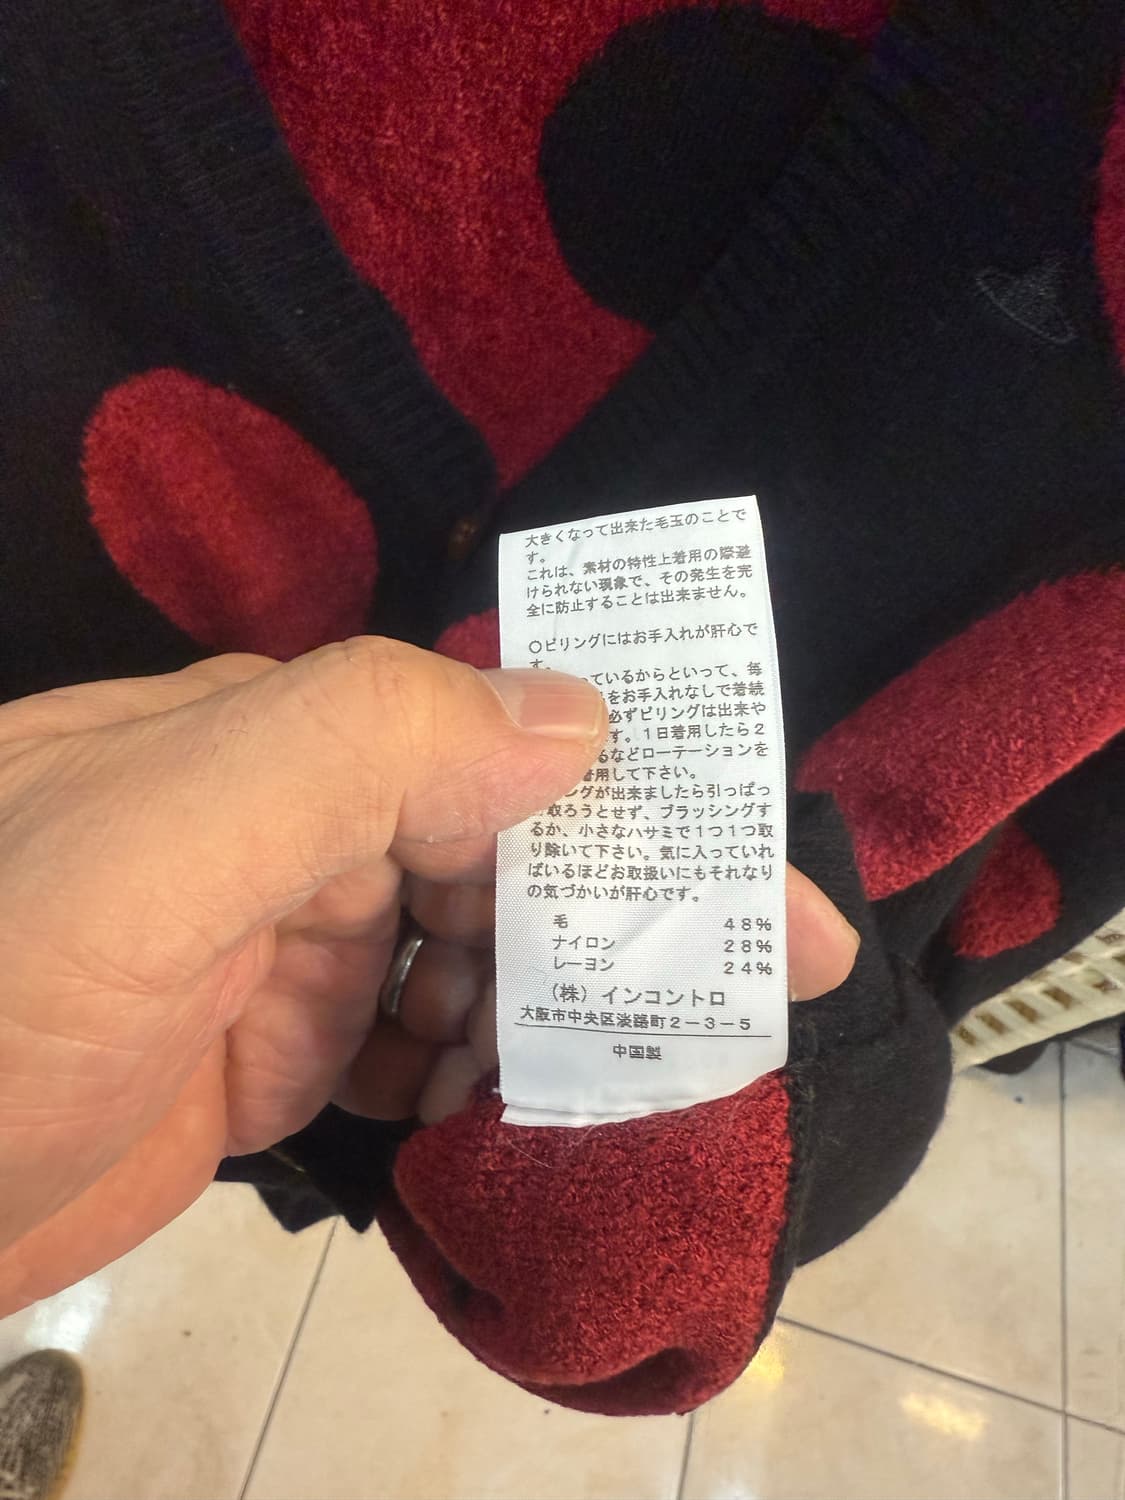 大きくなって出来た毛玉のことで
す。
これは、素材の特性上着用の際避
けられない現象で、その発生を完
全に防止することは出来ません。
○ピリングにはお手入れが肝心で
す。
っているからといって、毎
をお手入れなしで着続
必ずピリングは出来や
す。1日着用したら2
るなどローテーションを
着用して下さい。
ングが出来ましたら引っぱっ
取ろうとせず、ブラッシングす
るか、小さなハサミで1つ1つ取
り除いて下さい。気に入っていれ
ばいるほどお取扱いにもそれなり
の気づかいが肝心です。
毛 48%
ナイロン 28%
レーヨン 24%
(株)インコントロ
大阪市中央区淡路町2-3-5
中国製